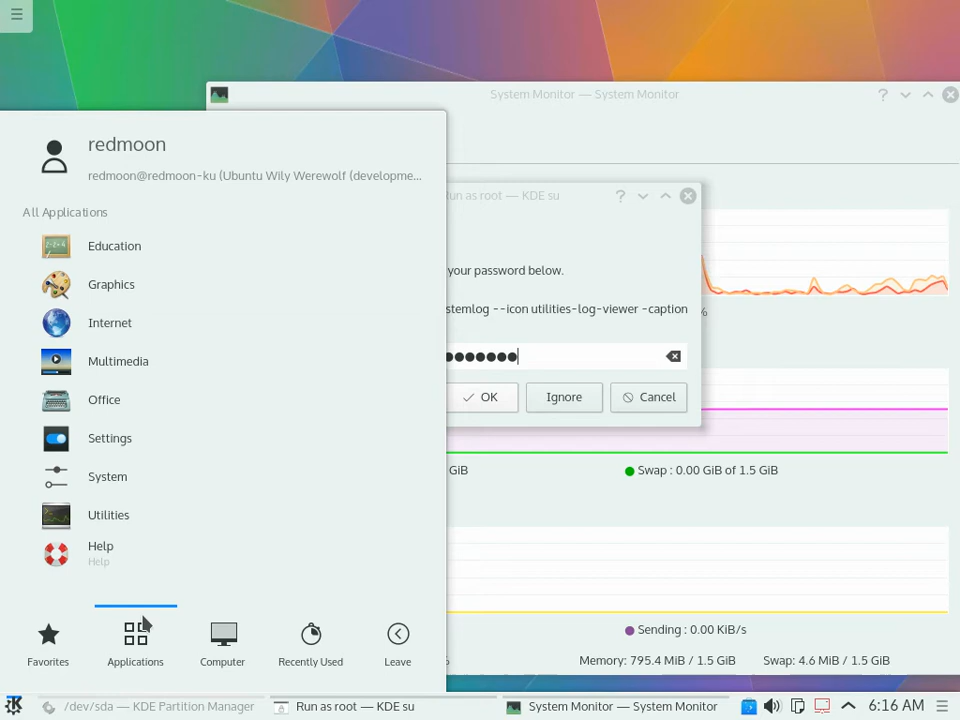 System Monitor — System Monitor
redmoon
redmoon@redmoon-ku (Ubuntu Wily Werewolf (developme...
Run as root — KDE su
All Applications
Education
your password below.
Graphics
stemlog --icon utilities-log-viewer -caption
%
Internet
Multimedia
Office
OK
Ignore
Cancel
Settings
System
GiB
Swap : 0.00 GiB of 1.5 GiB
Utilities
Help
Help
Sending : 0.00 KiB/s
Favorites
Applications
Computer
Recently Used
Leave
%
Memory: 795.4 MiB / 1.5 GiB
Swap: 4.6 MiB / 1.5 GiB
/dev/sda — KDE Partition Manager
Run as root — KDE su
System Monitor — System Monitor
6:16 AM